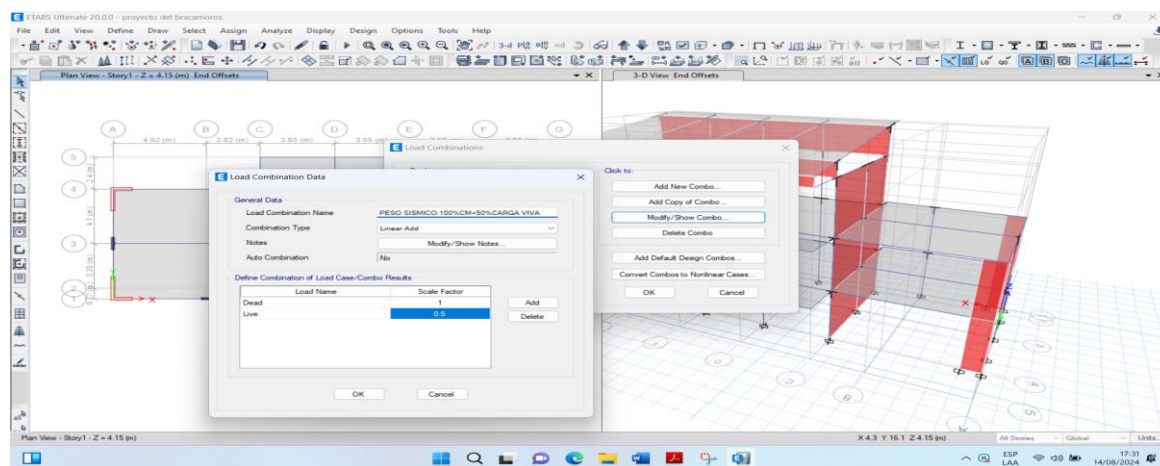 ETABS Ultimate 20.0.0 - proyecto del bracamoros
File Edit View Define Draw Select Assign Analyze Display Design Options Tools Help
Plan View - Story1 - Z = 4.15 (m) End Offsets
3-D View End Offsets
A B C D E F G
4.92 (m) 2.82 (m) 3.95 (m) 3.95 (m)
5
4
3
2
1
X
Load Combinations
Click to:
Add New Combo...
Add Copy of Combo...
Modify/Show Combo...
Delete Combo
Add Default Design Combos...
Convert Combos to Nonlinear Cases...
OK Cancel
Load Combination Data
General Data
Load Combination Name PESO SISMICO:100%CM+50%CARGA VIVA
Combination Type Linear Add
Notes Modify/Show Notes...
Auto Combination No
Define Combination of Load Case/Combo Results
Load Name Scale Factor
Dead 1 Add
Live 0.5 Delete
OK Cancel
Plan View - Story1 - Z = 4.15 (m)
X 4.3 Y 16.1 Z 4.15 (m) All Stories Global Units...
ESP
LAA
17:31
14/08/2024